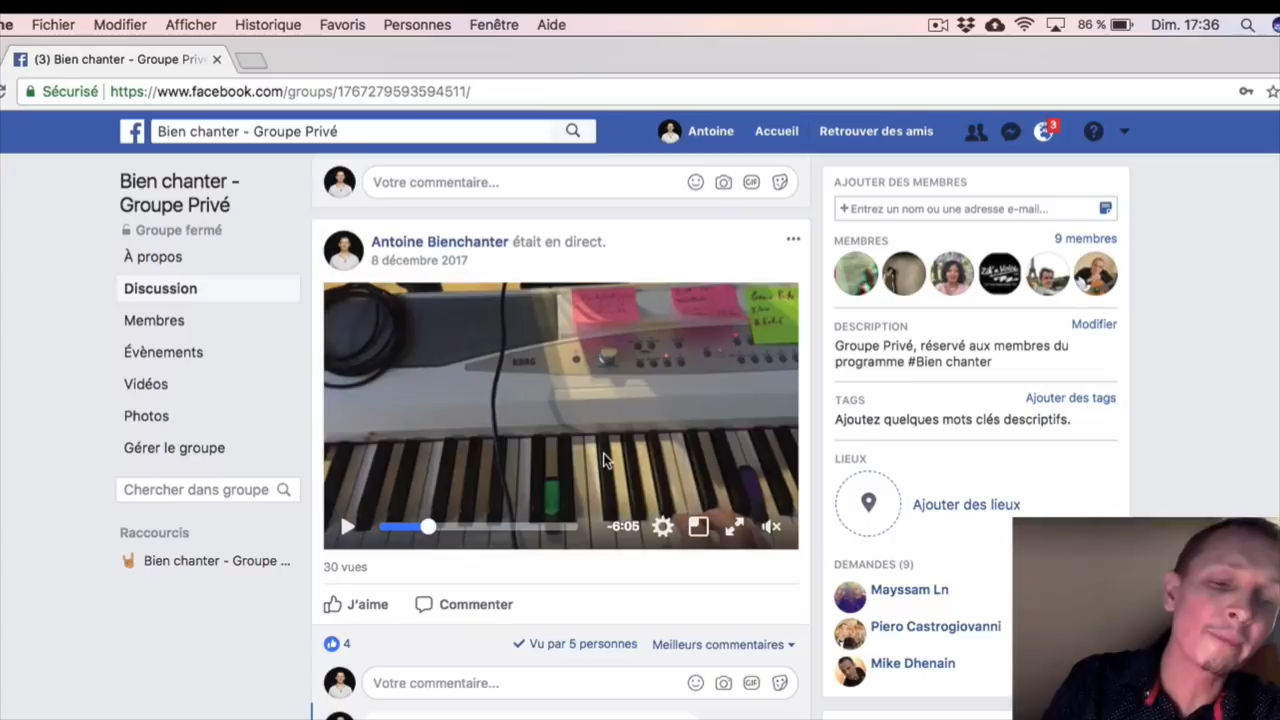 ne Fichier Modifier Afficher Historique Favoris Personnes Fenêtre Aide 86 % Dim. 17:36
(3) Bien chanter - Groupe Priv
Sécurisé https://www.facebook.com/groups/1767279593594511/
Bien chanter - Groupe Privé
Antoine Accueil Retrouver des amis 3
Bien chanter -
Groupe Privé
Groupe fermé
À propos
Discussion
Membres
Évènements
Vidéos
Photos
Gérer le groupe
Chercher dans groupe
Raccourcis
Bien chanter - Groupe ...
Votre commentaire...
GIF
Antoine Bienchanter était en direct.
8 décembre 2017
KORG
-6:05
30 vues
J'aime Commenter
4 Vu par 5 personnes Meilleurs commentaires
Votre commentaire...
GIF
AJOUTER DES MEMBRES
+ Entrez un nom ou une adresse e-mail...
MEMBRES 9 membres
DESCRIPTION Modifier
Groupe Privé, réservé aux membres du
programme #Bien chanter
TAGS Ajouter des tags
Ajoutez quelques mots clés descriptifs.
LIEUX
Ajouter des lieux
DEMANDES (9)
Mayssam Ln
Piero Castrogiovanni
Mike Dhenain